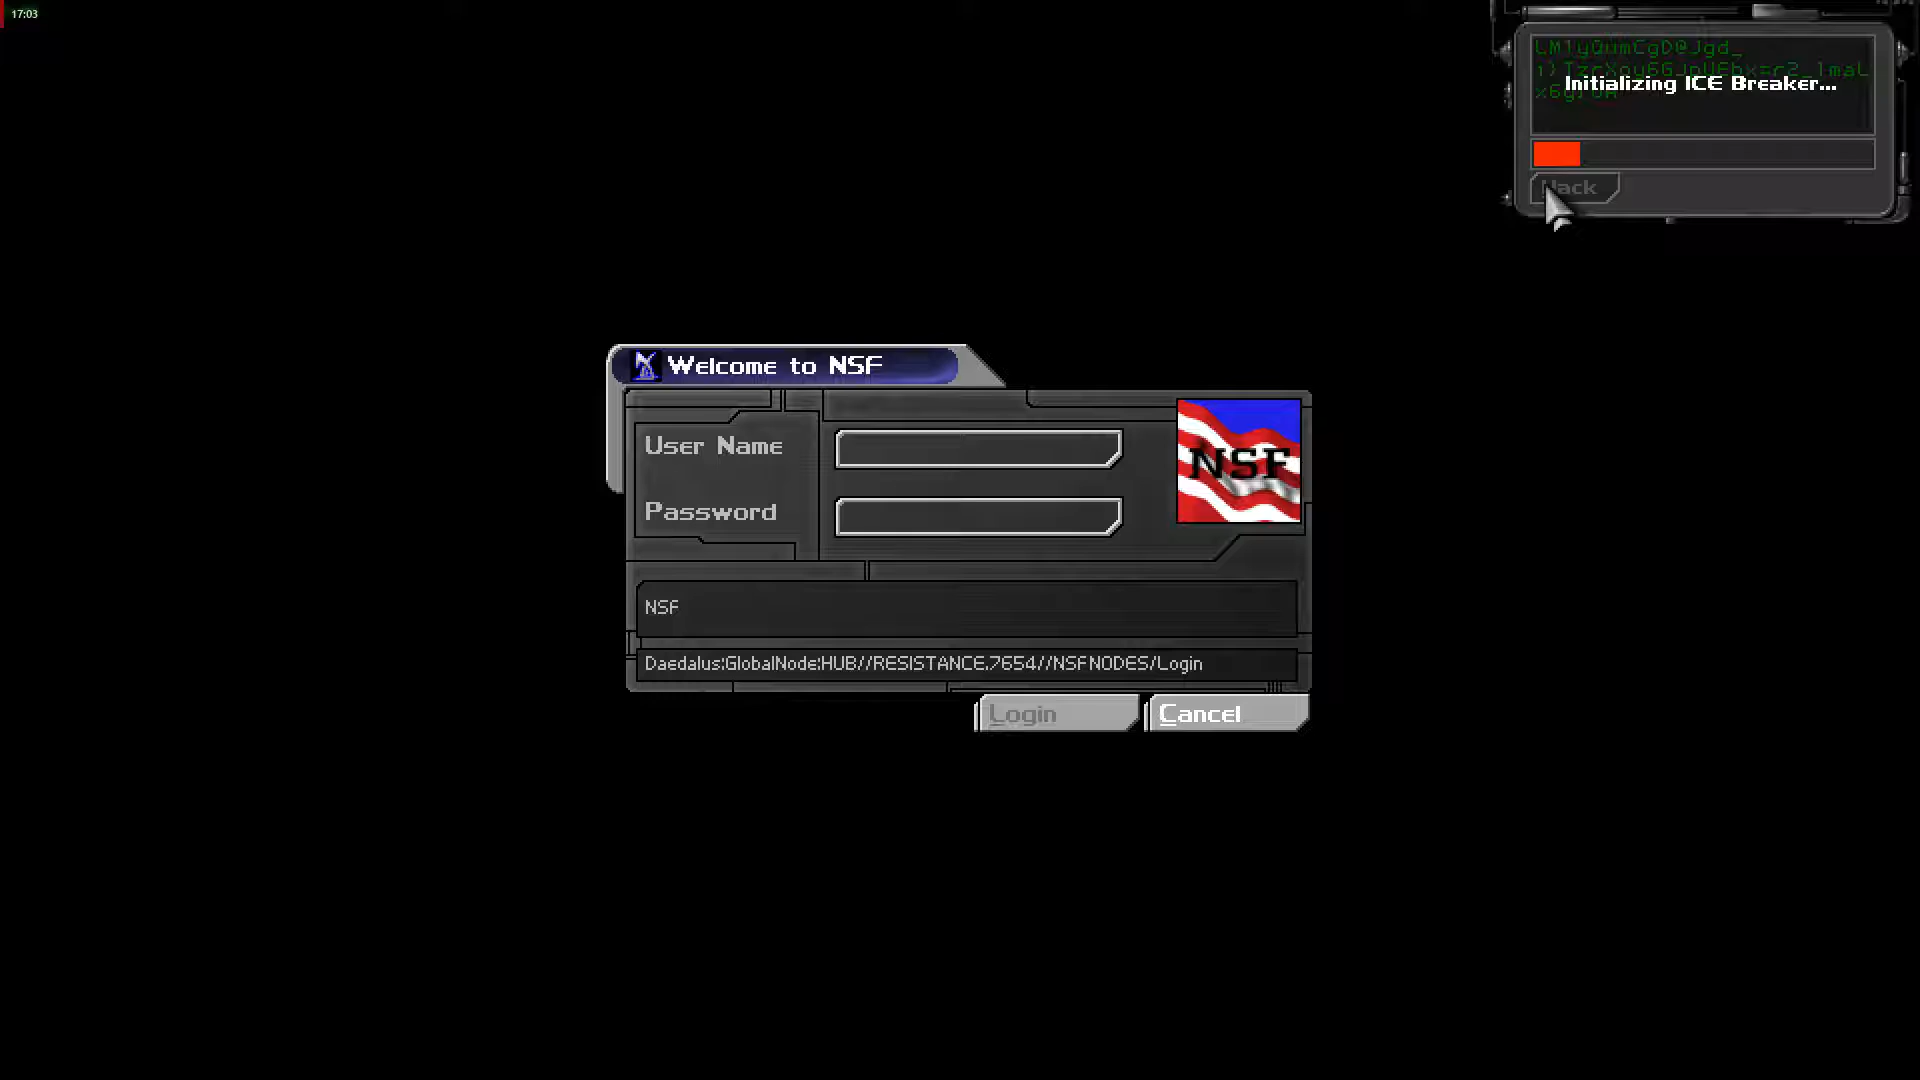 17:03
Initializing ICE Breaker...
Hack
Welcome to NSF
User Name
NSF
Password
NSF
Daedalus:GlobalNode:HUB//RESISTANCE.7654//NSFNODES/Login
Login
Cancel